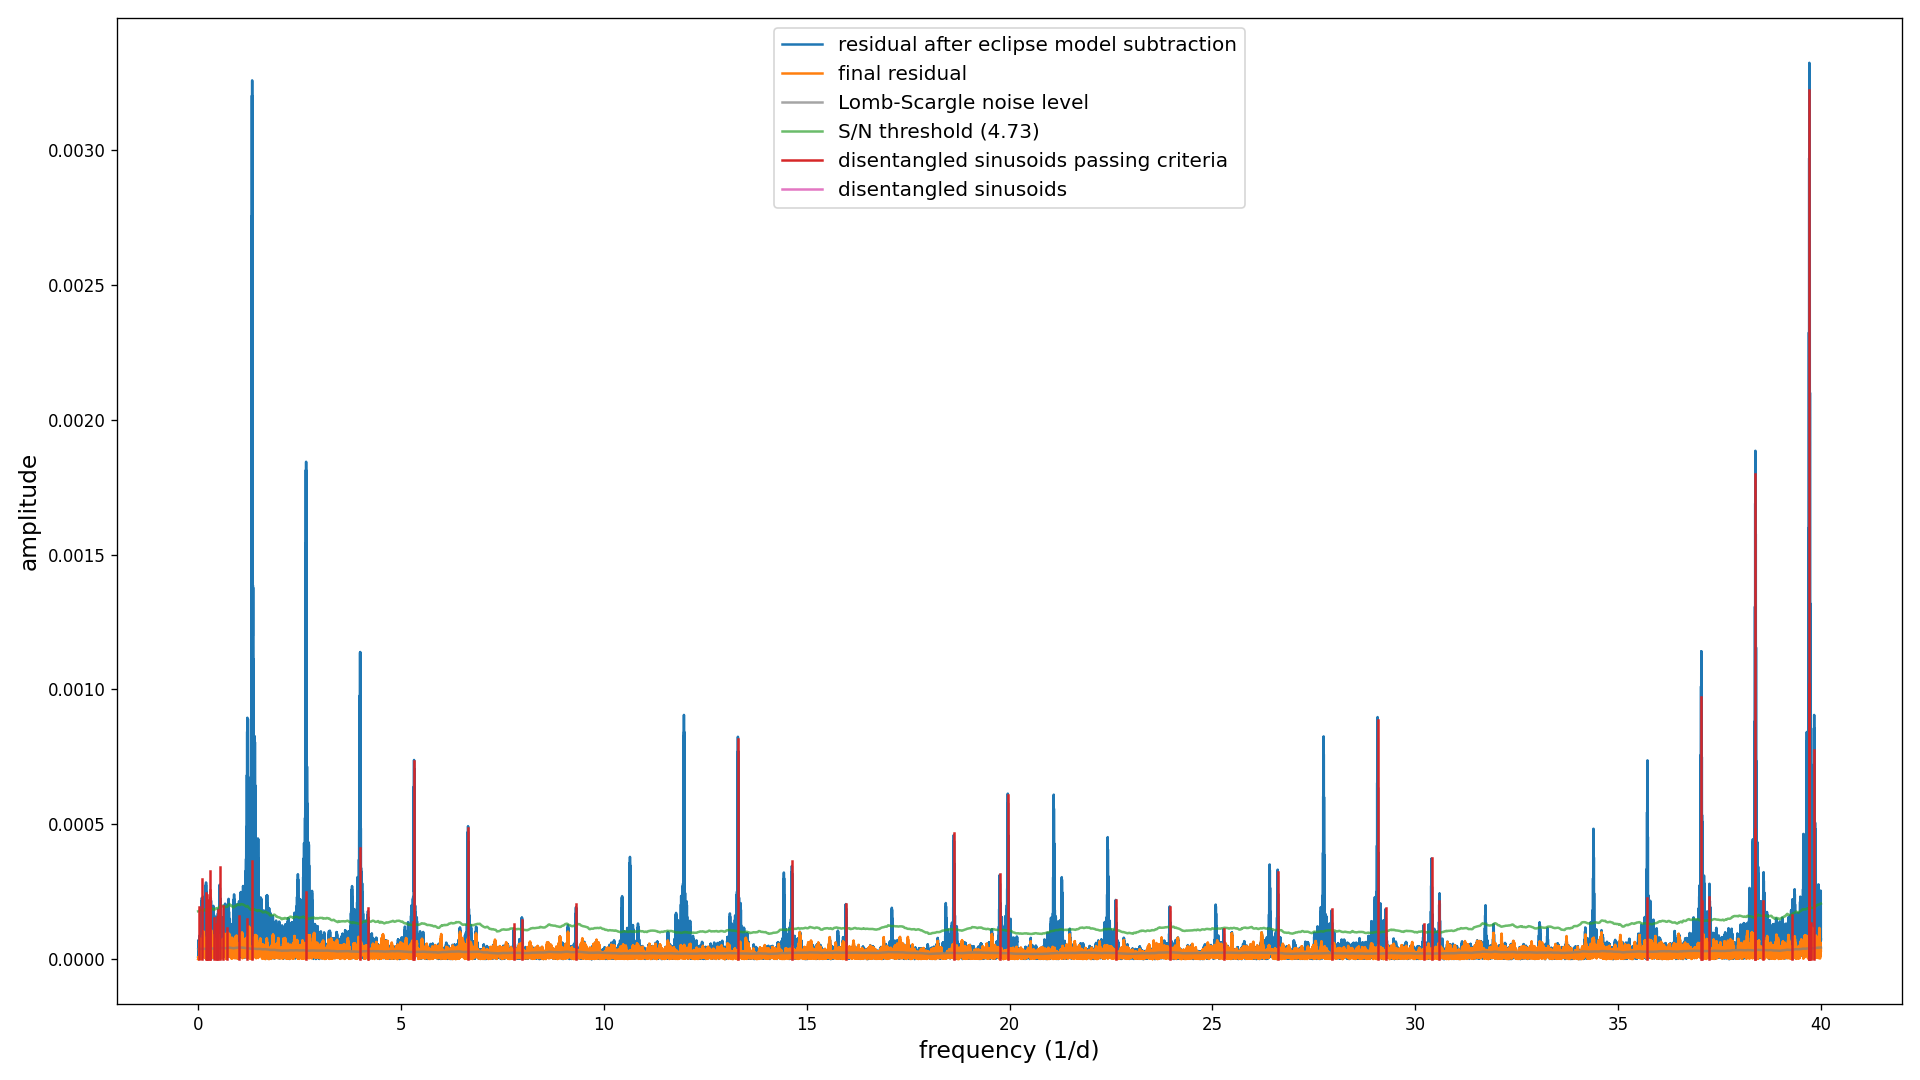 residual after eclipse model subtraction
final residual
Lomb-Scargle noise level
S/N threshold (4.73)
disentangled sinusoids passing criteria
disentangled sinusoids
amplitude
0.0030
0.0025
0.0020
0.0015
0.0010
0.0005
0.0000
0 5 10 15 20 25 30 35 40
frequency (1/d)